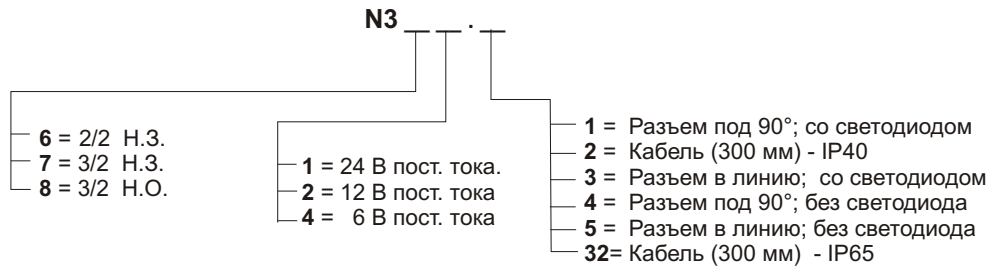 N3 _ _ . _
6 = 2/2 Н.З.
7 = 3/2 Н.З.
8 = 3/2 Н.О.
1 = 24 В пост. тока.
2 = 12 В пост. тока
4 = 6 В пост. тока
1 = Разъем под 90°; со светодиодом
2 = Кабель (300 мм) - IP40
3 = Разъем в линию; со светодиодом
4 = Разъем под 90°; без светодиода
5 = Разъем в линию; без светодиода
32= Кабель (300 мм) - IP65